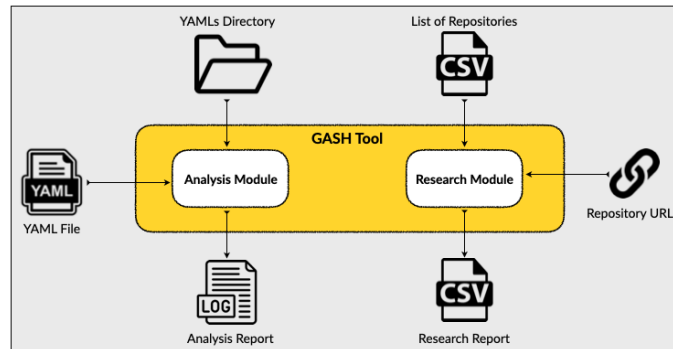 YAMLs Directory
List of Repositories
CSV
GASH Tool
Analysis Module
Research Module
YAML
YAML File
Repository URL
LOG
CSV
Analysis Report
Research Report